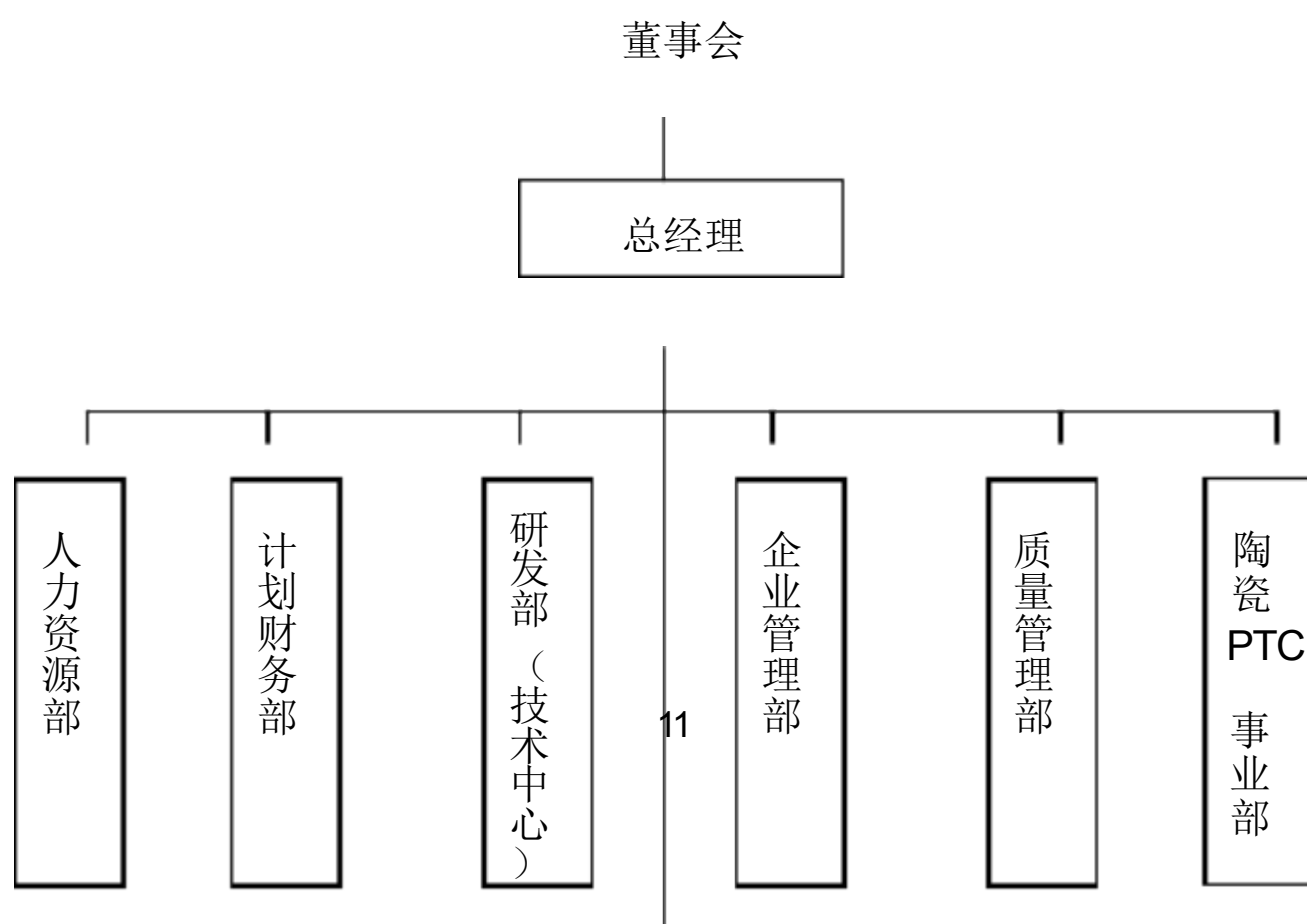 董事会
总经理
人力资源部
计划财务部
研发部（技术中心）
11
企业管理部
质量管理部
陶瓷PTC事业部